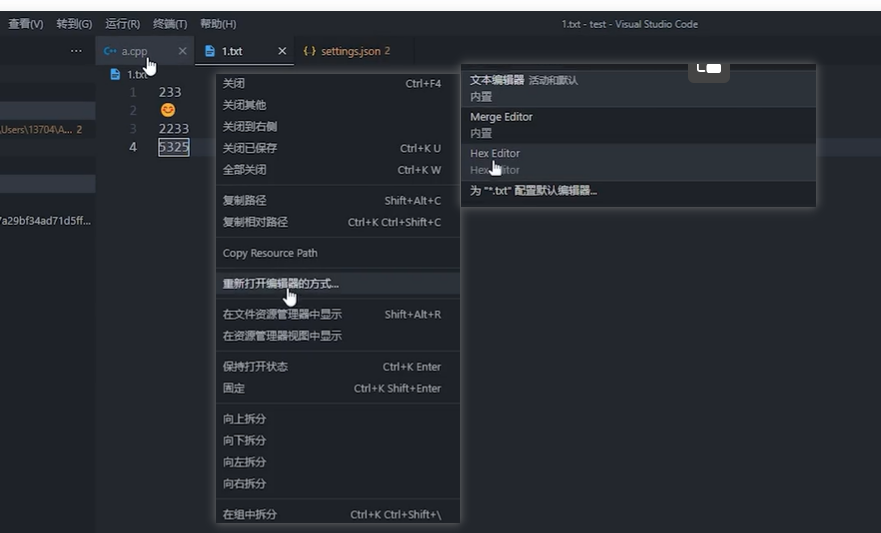 查看(V) 转到(G) 运行(R) 终端(T) 帮助(H) 1.txt - test - Visual Studio Code
a.cpp 1.txt settings.json 2
1.txt
1 233
2 😊
3 2233
4 5325
Users\13704\A... 2
7a29bf34ad71d5ff...
关闭 Ctrl+F4
关闭其他
关闭到右侧
关闭已保存 Ctrl+K U
全部关闭 Ctrl+K W
复制路径 Shift+Alt+C
复制相对路径 Ctrl+K Ctrl+Shift+C
Copy Resource Path
重新打开编辑器的方式...
在文件资源管理器中显示 Shift+Alt+R
在资源管理器视图中显示
保持打开状态 Ctrl+K Enter
固定 Ctrl+K Shift+Enter
向上拆分
向下拆分
向左拆分
向右拆分
在组中拆分 Ctrl+K Ctrl+Shift+\
文本编辑器 活动和默认
内置
Merge Editor
内置
Hex Editor
Hex Editor
为 "*.txt" 配置默认编辑器...